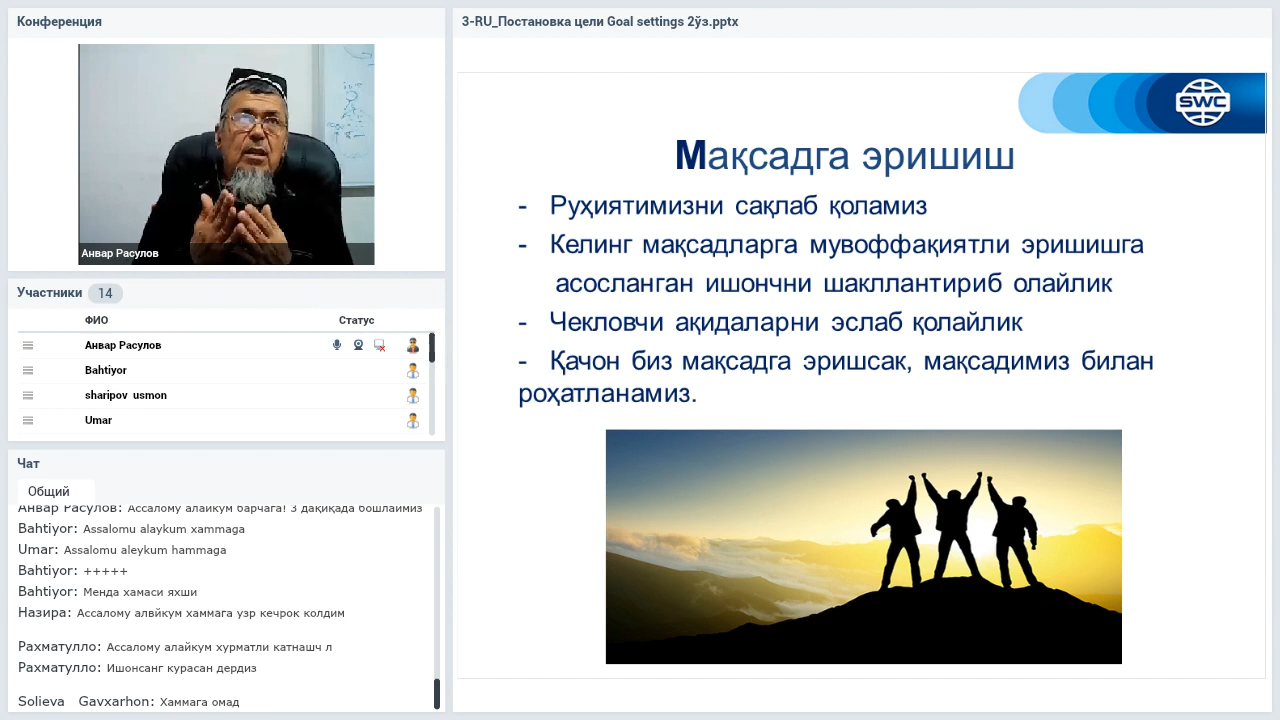 Конференция
Анвар Расулов
Участники 14
ФИО Статус
Анвар Расулов
Bahtiyor
sharipov usmon
Umar
Чат
Общий
Анвар Расулов: Ассалому алайкум барчага! 3 дақиқада бошлаймиз
Bahtiyor: Assalomu alaykum xammaga
Umar: Assalomu aleykum hammaga
Bahtiyor: +++++
Bahtiyor: Менда хамаси яхши
Назира: Ассалому алвйкум хаммага узр кечрок колдим
Рахматулло: Ассалому алайкум хурматли катнашч л
Рахматулло: Ишонсанг курасан дердиз
Solieva Gavxarhon: Хаммага омад
3-RU_Постановка цели Goal settings 2ўз.pptx
SWC
Мақсадга эришиш
- Руҳиятимизни сақлаб қоламиз
- Келинг мақсадларга мувоффақиятли эришишга
асосланган ишончни шакллантириб олайлик
- Чекловчи ақидаларни эслаб қолайлик
- Қачон биз мақсадга эришсак, мақсадимиз билан
роҳатланамиз.